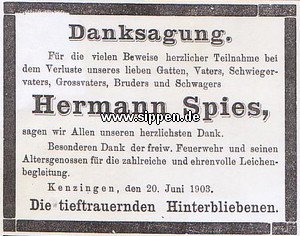 Danksagung.
Für die vielen Beweise herzlicher Teilnahme bei
dem Verluste unseres lieben Gatten, Vaters, Schwieger-
vaters, Grossvaters, Bruders und Schwagers
Hermann Spies,
www.sippen.de
sagen wir Allen unseren herzlichsten Dank.
Besonderen Dank der freiw. Feuerwehr und seinen
Altersgenossen für die zahlreiche und ehrenvolle Leichen-
begleitung.
Kenzingen, den 20. Juni 1903.
Die tieftrauernden Hinterbliebenen.